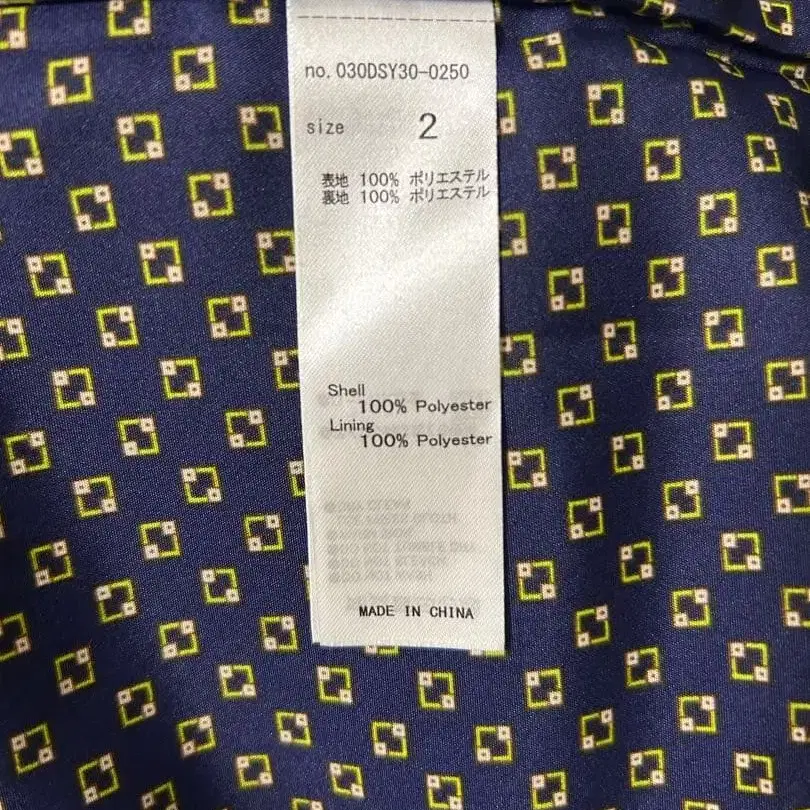 no. 030DSY30-0250
size 2
表地 100% ポリエステル
裏地 100% ポリエステル
Shell
100% Polyester
Lining
100% Polyester
MADE IN CHINA